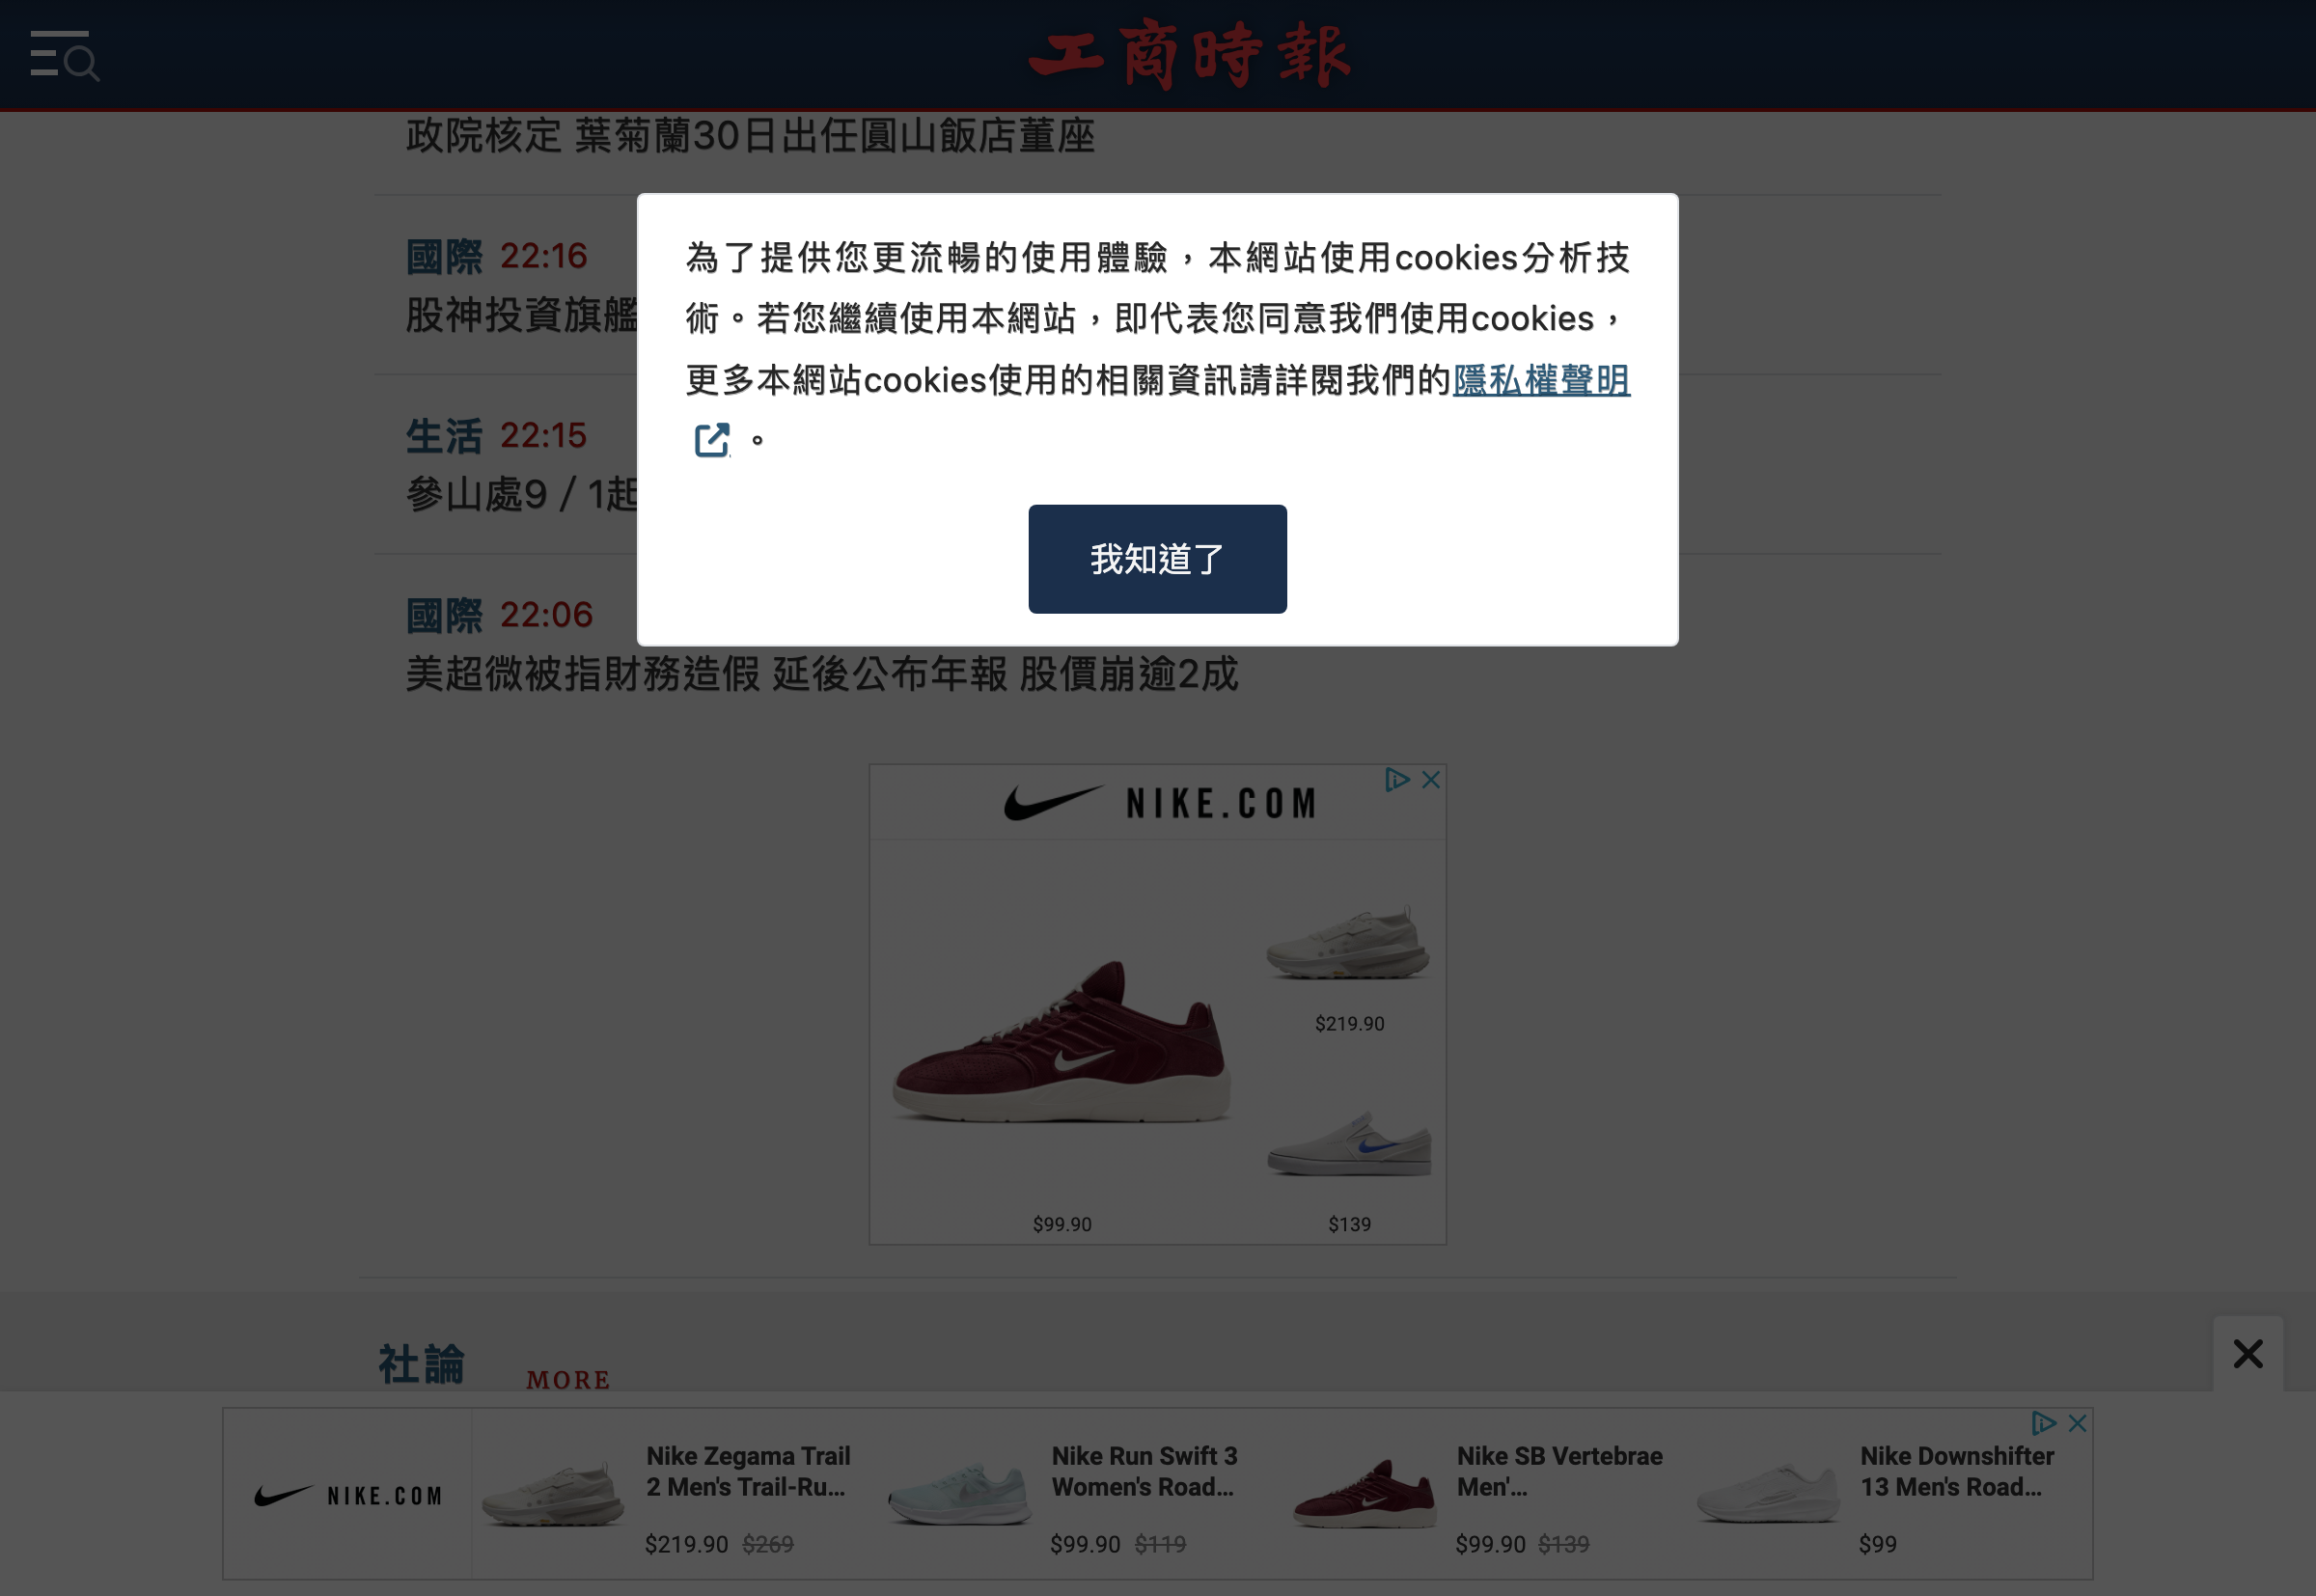 工商時報
政院核定 葉菊蘭30日出任圓山飯店董座
為了提供您更流暢的使用體驗，本網站使用cookies分析技
術。若您繼續使用本網站，即代表您同意我們使用cookies，
更多本網站cookies使用的相關資訊請詳閱我們的隱私權聲明
。
我知道了
國際 22:16
股神投資旗艦
生活 22:15
參山處9 / 1起
國際 22:06
美超微被指財務造假 延後公布年報 股價崩逾2成
NIKE.COM
$219.90
$99.90
$139
社論
MORE
NIKE.COM
Nike Zegama Trail
2 Men's Trail-Ru...
$219.90 $269
Nike Run Swift 3
Women's Road...
$99.90 $119
Nike SB Vertebrae
Men'...
$99.90 $139
Nike Downshifter
13 Men's Road...
$99